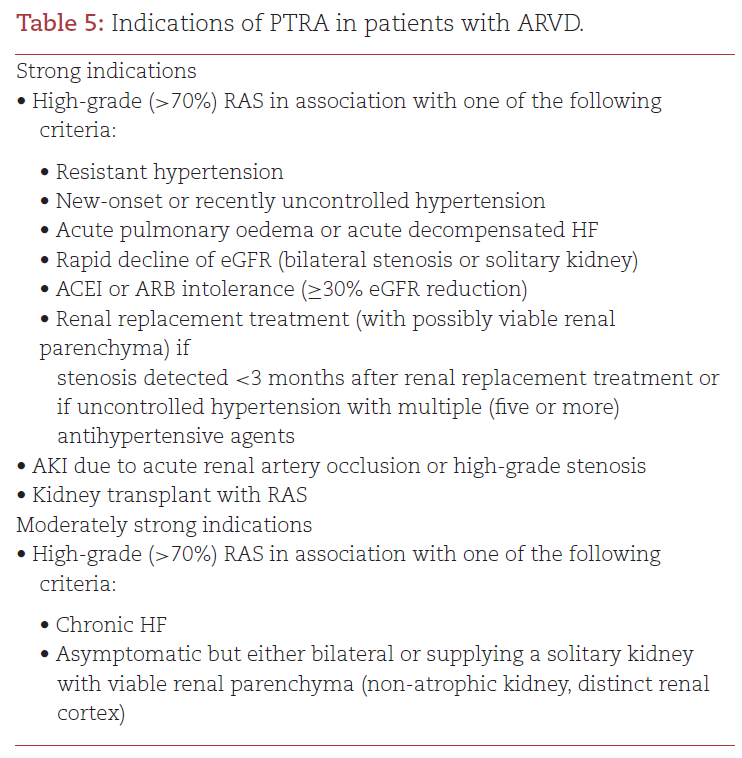 Table 5: Indications of PTRA in patients with ARVD.
Strong indications
• High-grade (>70%) RAS in association with one of the following
criteria:
• Resistant hypertension
• New-onset or recently uncontrolled hypertension
• Acute pulmonary oedema or acute decompensated HF
• Rapid decline of eGFR (bilateral stenosis or solitary kidney)
• ACEI or ARB intolerance (≥30% eGFR reduction)
• Renal replacement treatment (with possibly viable renal
parenchyma) if
stenosis detected <3 months after renal replacement treatment or
if uncontrolled hypertension with multiple (five or more)
antihypertensive agents
• AKI due to acute renal artery occlusion or high-grade stenosis
• Kidney transplant with RAS
Moderately strong indications
• High-grade (>70%) RAS in association with one of the following
criteria:
• Chronic HF
• Asymptomatic but either bilateral or supplying a solitary kidney
with viable renal parenchyma (non-atrophic kidney, distinct renal
cortex)